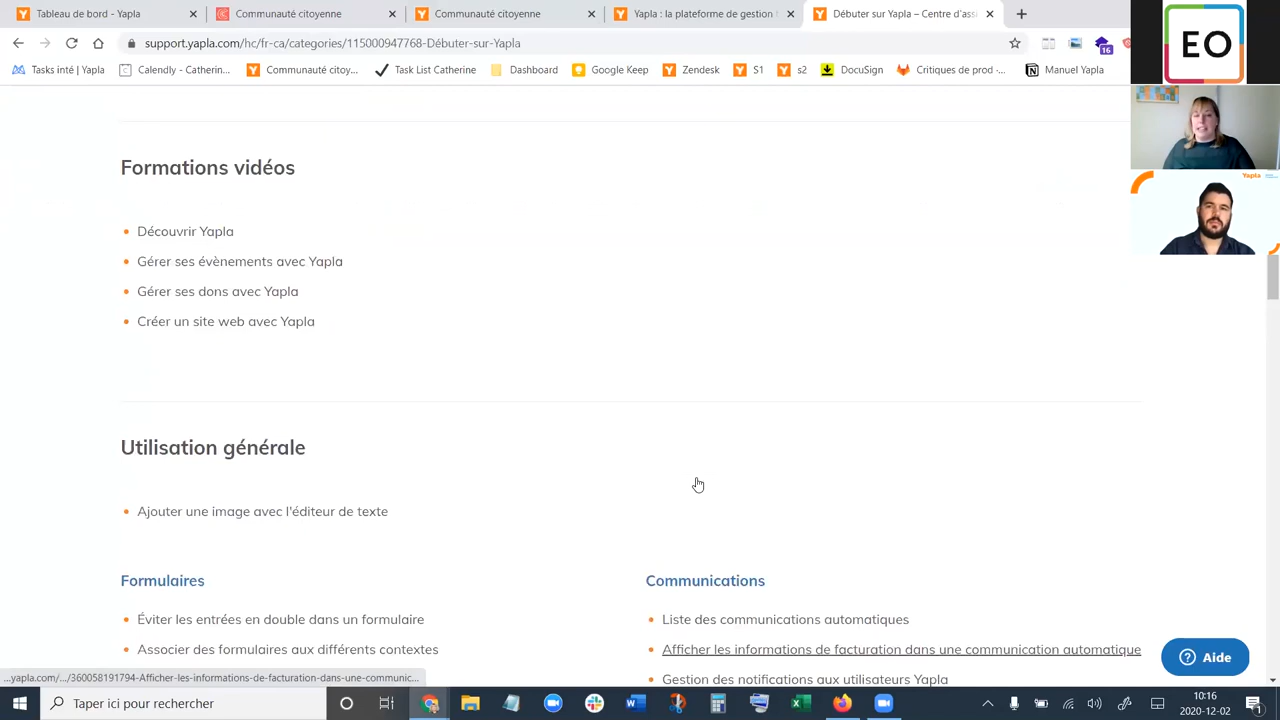 Tableau de bord - Yapla
Communauté citoyenne
Communauté citoyenne
Yapla : la plateforme de gestion
Débuter sur Yapla – Centre d'assi
support.yapla.com/hc/fr-ca/categories/115000947768-Débuter-sur-Yapla
16
Tasks inté | Yapla
Calendly - Catherin...
Communauté citoy...
Task List Catherine
Dashboard
Google Keep
Zendesk
S1
s2
DocuSign
Critiques de prod -...
Manuel Yapla
EO
Yapla
Formations vidéos
Découvrir Yapla
Gérer ses évènements avec Yapla
Gérer ses dons avec Yapla
Créer un site web avec Yapla
Utilisation générale
Ajouter une image avec l'éditeur de texte
Formulaires
Éviter les entrées en double dans un formulaire
Associer des formulaires aux différents contextes
Communications
Liste des communications automatiques
Afficher les informations de facturation dans une communication automatique
Gestion des notifications aux utilisateurs Yapla
Aide
...yapla.com/.../360058191794-Afficher-les-informations-de-facturation-dans-une-communic...
Taper ici pour rechercher
10:16
2020-12-02
1